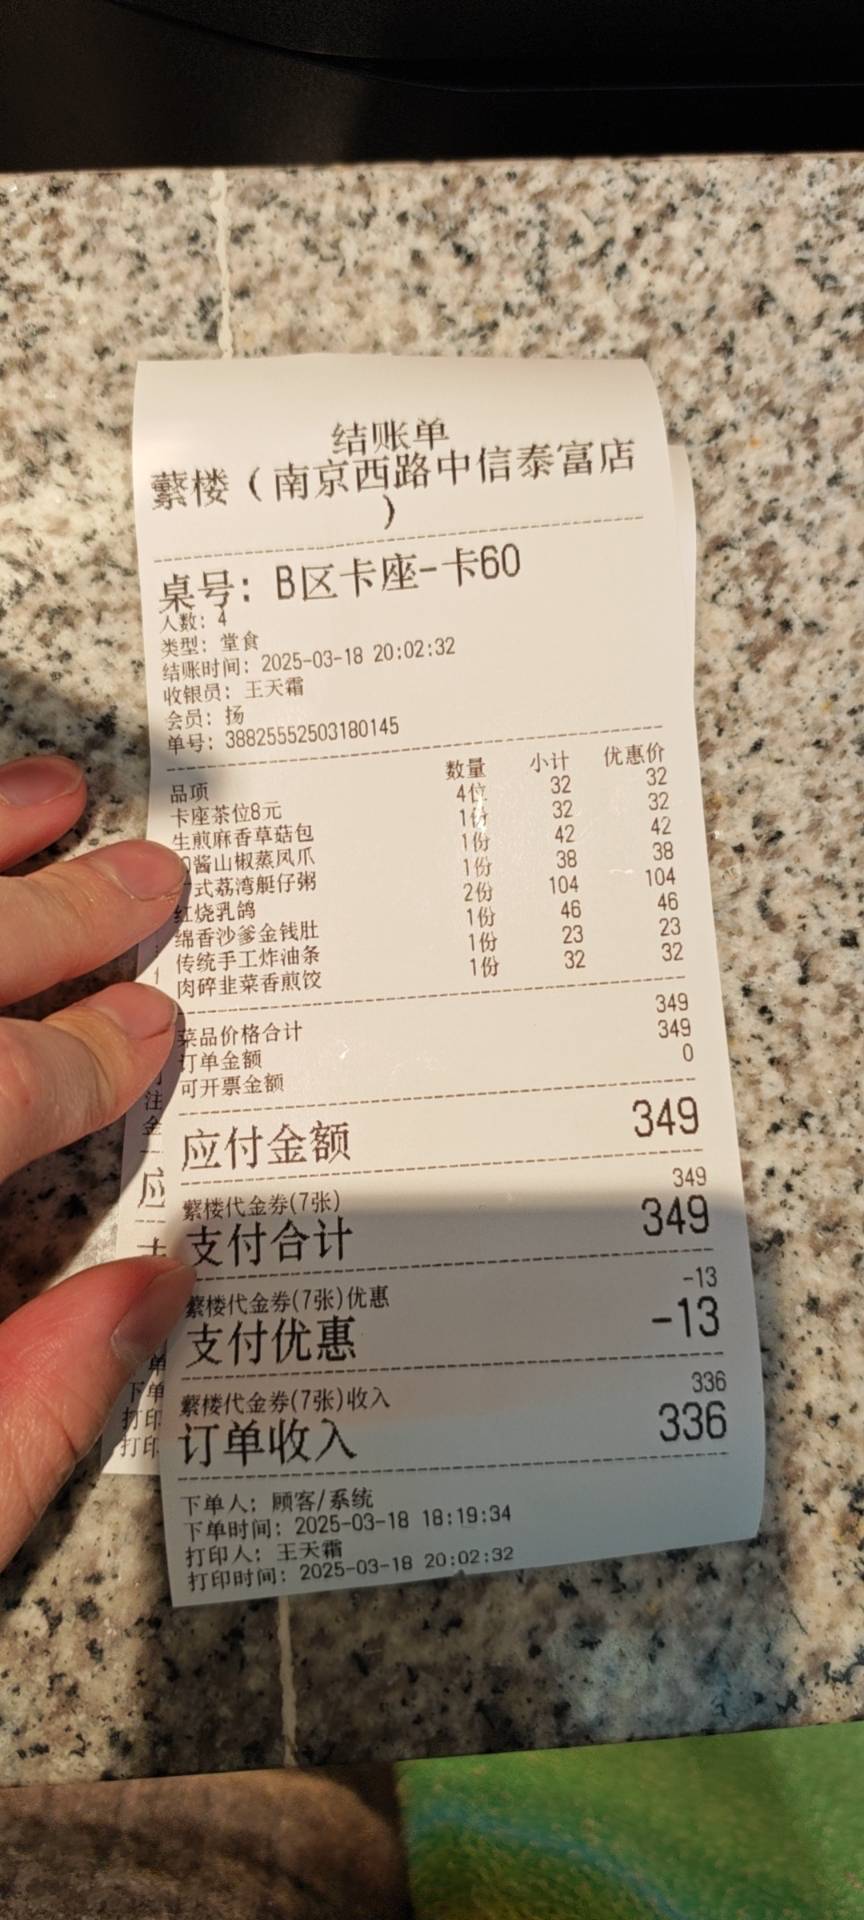 结账单
蘩楼（南京西路中信泰富店
）
桌号：B区卡座-卡60
人数：4
类型：堂食
结账时间：2025-03-18 20:02:32
收银员：王天霜
会员：扬
单号：38825552503180145
品项 数量 小计 优惠价
卡座茶位8元 4位 32 32
生煎麻香草菇包 1份 32 32
酱山椒蒸凤爪 1份 42 42
式荔湾艇仔粥 1份 38 38
红烧乳鸽 2份 104 104
绵香沙爹金钱肚 1份 46 46
传统手工炸油条 1份 23 23
肉碎韭菜香煎饺 1份 32 32
菜品价格合计 349
订单金额 349
可开票金额 0
应付金额 349
蘩楼代金券(7张) 349
支付合计 349
蘩楼代金券(7张)优惠 -13
支付优惠 -13
蘩楼代金券(7张)收入 336
订单收入 336
下单人：顾客/系统
下单时间：2025-03-18 18:19:34
打印人：王天霜
打印时间：2025-03-18 20:02:32
注
金
应
单
下单
打印
打印